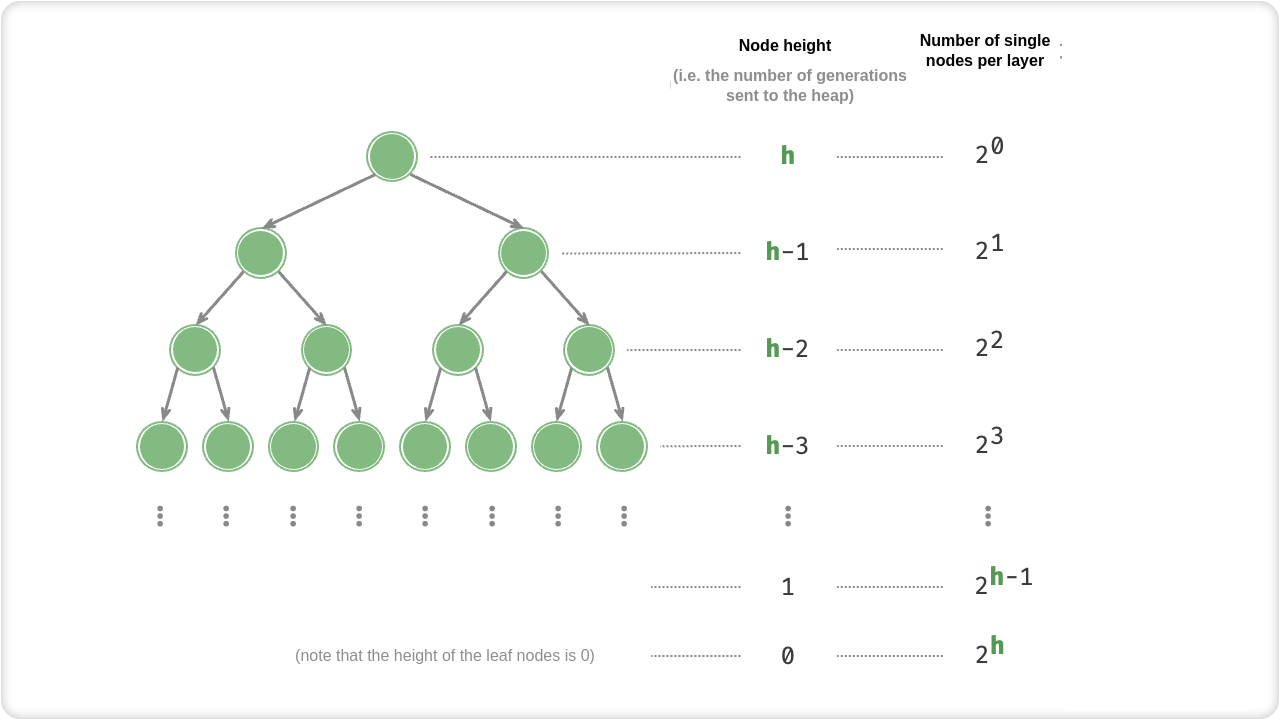 Node height
(i.e. the number of generations
sent to the heap)
Number of single
nodes per layer
h 2^0
h-1 2^1
h-2 2^2
h-3 2^3
1 2^h-1
(note that the height of the leaf nodes is 0) 0 2^h